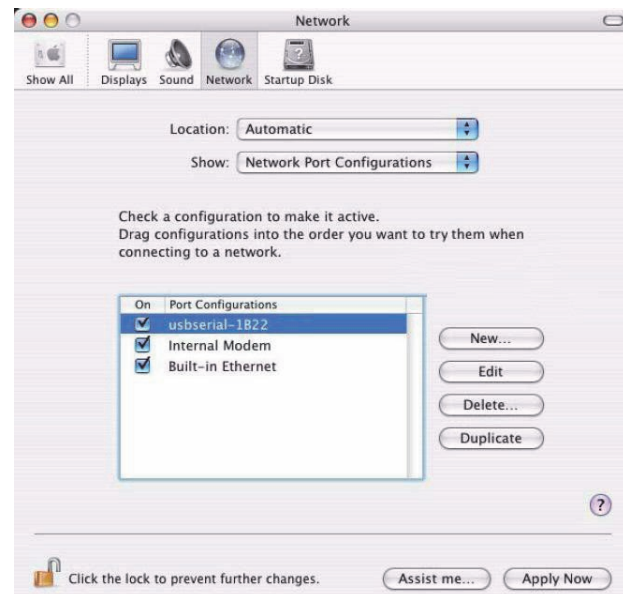 Network
Show All Displays Sound Network Startup Disk
Location: Automatic
Show: Network Port Configurations
Check a configuration to make it active.
Drag configurations into the order you want to try them when
connecting to a network.
On Port Configurations
usbserial-1B22
Internal Modem
Built-in Ethernet
New...
Edit
Delete...
Duplicate
?
Click the lock to prevent further changes.
Assist me... Apply Now